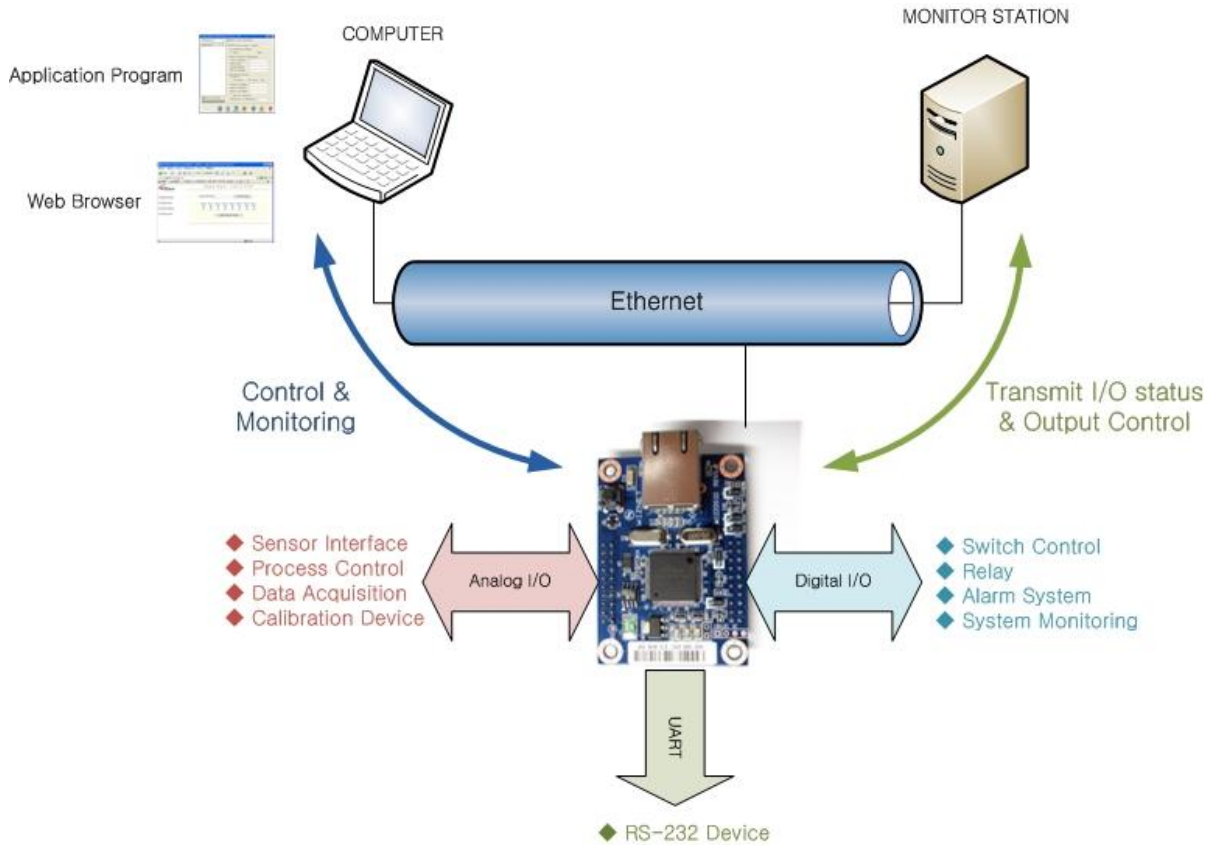 MONITOR STATION
COMPUTER
Application Program
Web Browser
Ethernet
Control &
Monitoring
Transmit I/O status
& Output Control
◆ Sensor Interface
◆ Process Control
◆ Data Acquisition
◆ Calibration Device
Analog I/O
Digital I/O
◆ Switch Control
◆ Relay
◆ Alarm System
◆ System Monitoring
UART
◆ RS-232 Device